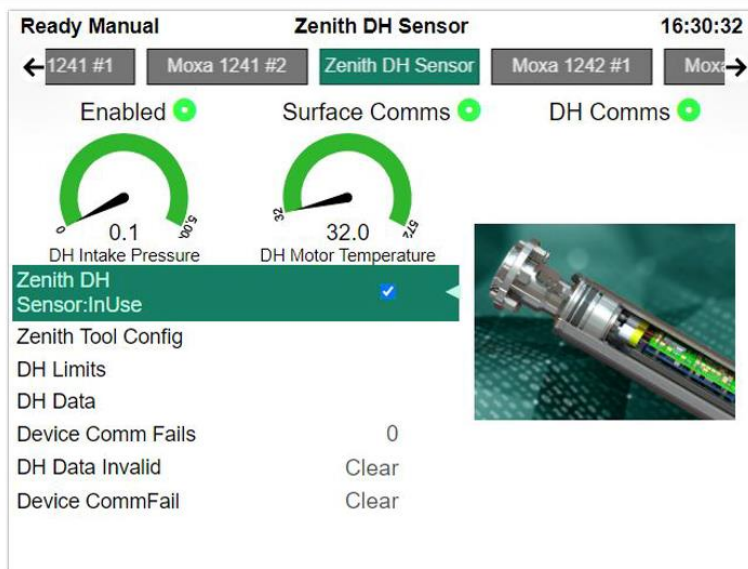 Ready Manual Zenith DH Sensor 16:30:32
1241 #1 Moxa 1241 #2 Zenith DH Sensor Moxa 1242 #1 Moxa
Enabled Surface Comms DH Comms
0 5,00 32 572
0.1 32.0
DH Intake Pressure DH Motor Temperature
Zenith DH
Sensor:InUse
Zenith Tool Config
DH Limits
DH Data
Device Comm Fails 0
DH Data Invalid Clear
Device CommFail Clear